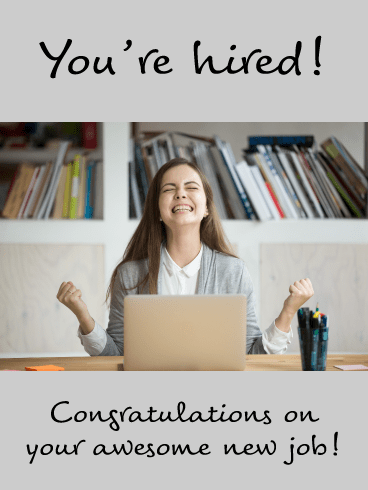 You're hired!
Congratulations on
your awesome new job!